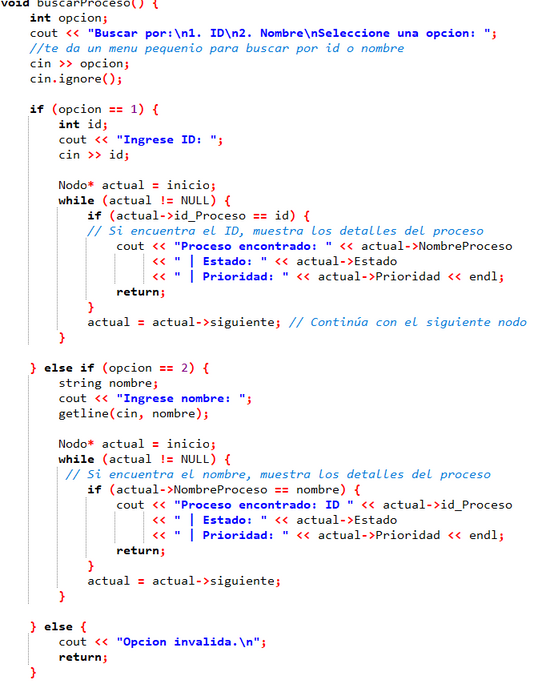 void buscarProceso() {
    int opcion;
    cout << "Buscar por:\n1. ID\n2. Nombre\nSeleccione una opcion: ";
    //te da un menu pequenio para buscar por id o nombre
    cin >> opcion;
    cin.ignore();

    if (opcion == 1) {
        int id;
        cout << "Ingrese ID: ";
        cin >> id;

        Nodo* actual = inicio;
        while (actual != NULL) {
            if (actual->id_Proceso == id) {
            // Si encuentra el ID, muestra los detalles del proceso
                cout << "Proceso encontrado: " << actual->NombreProceso
                     << " | Estado: " << actual->Estado
                     << " | Prioridad: " << actual->Prioridad << endl;
                return;
            }
            actual = actual->siguiente; // Continúa con el siguiente nodo
        }

    } else if (opcion == 2) {
        string nombre;
        cout << "Ingrese nombre: ";
        getline(cin, nombre);

        Nodo* actual = inicio;
        while (actual != NULL) {
         // Si encuentra el nombre, muestra los detalles del proceso
            if (actual->NombreProceso == nombre) {
                cout << "Proceso encontrado: ID " << actual->id_Proceso
                     << " | Estado: " << actual->Estado
                     << " | Prioridad: " << actual->Prioridad << endl;
                return;
            }
            actual = actual->siguiente;
        }

    } else {
        cout << "Opcion invalida.\n";
        return;
    }